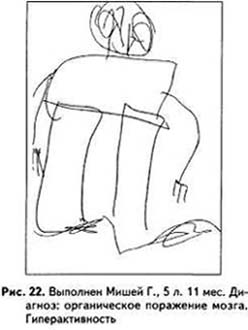 Рис. 22. Выполнен Мишей Г., 5 л. 11 мес. Ди-
агноз: органическое поражение мозга.
Гиперактивность